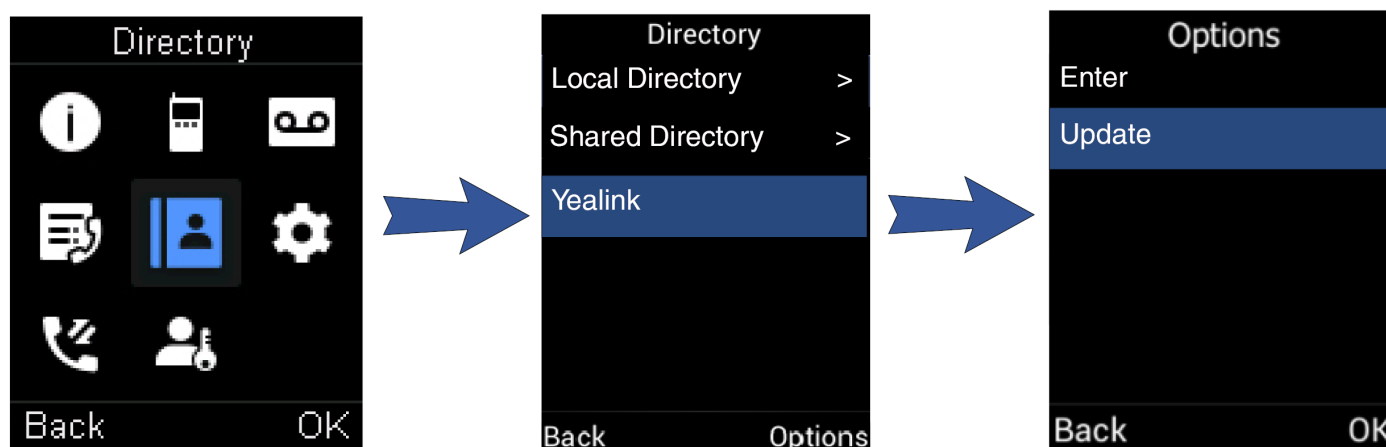 Directory
Back OK
Directory
Local Directory >
Shared Directory >
Yealink
Back Options
Options
Enter
Update
Back OK